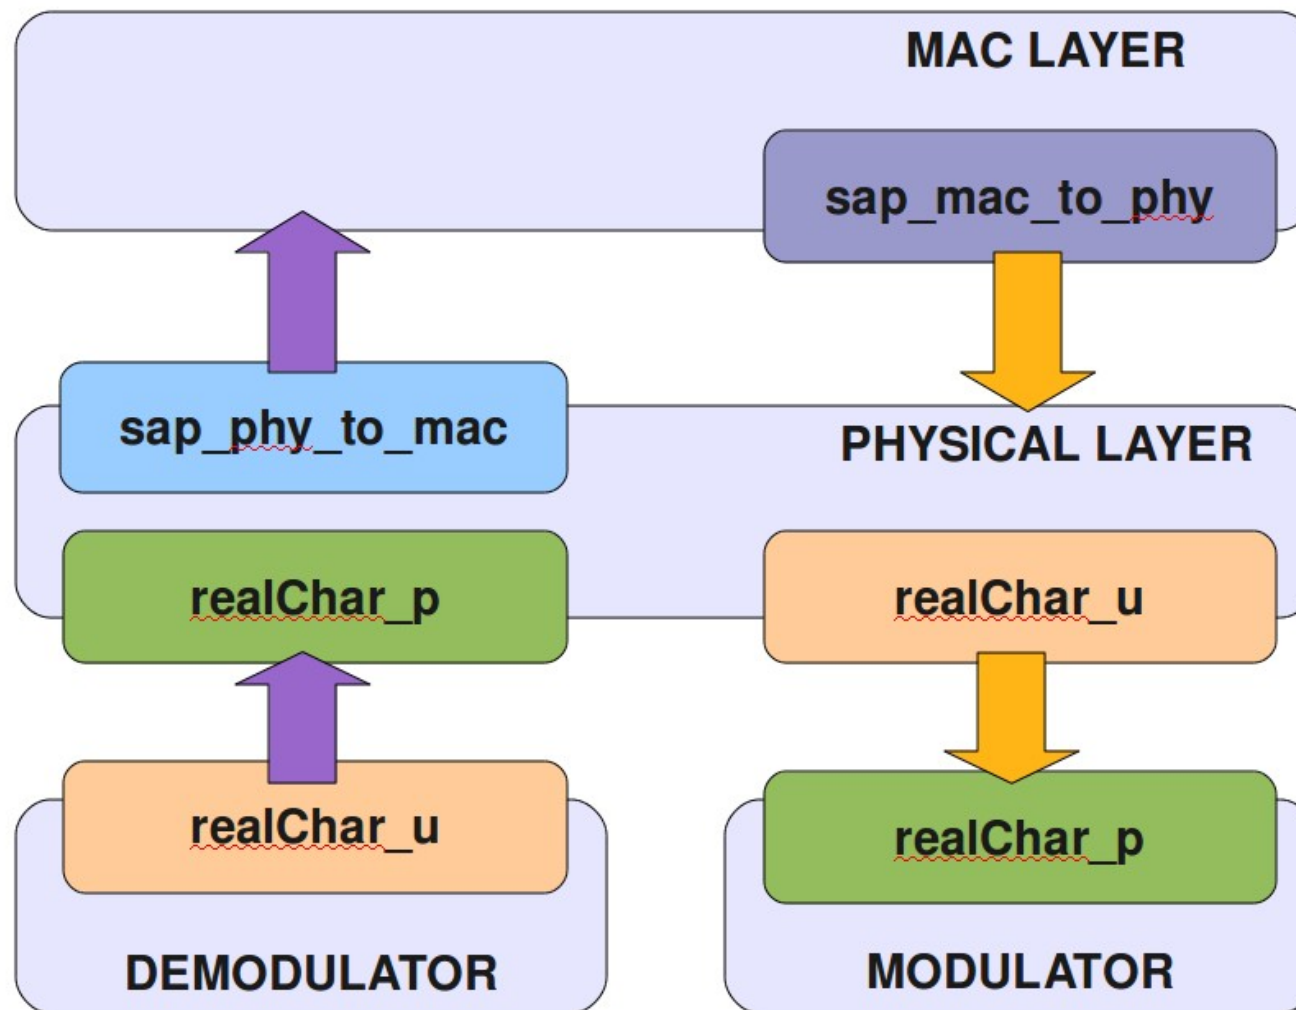 MAC LAYER
sap_mac_to_phy
sap_phy_to_mac
PHYSICAL LAYER
realChar_p
realChar_u
realChar_u
realChar_p
DEMODULATOR
MODULATOR